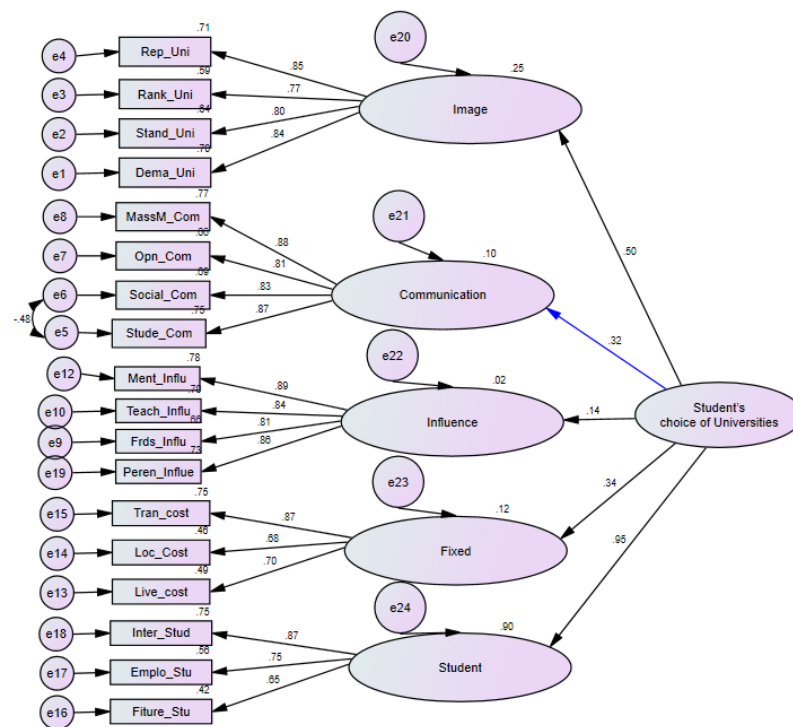 .71
e4
Rep_Uni
.85
e20
.25
.59
e3
Rank_Uni
.77
Image
.64
e2
Stand_Uni
.80
e1
.70
Dema_Uni
.84
.50
.77
e8
MassM_Com
.88
e21
.10
e7
Opn_Com
.81
e6
Social_Com
.83
Communication
-.48
.75
e5
Stude_Com
.87
.32
.78
e12
Ment_Influ
.89
e22
.02
.70
e10
Teach_Influ
.84
Influence
.14
Student's
choice of Universities
e9
Frds_Influ
.81
.73
e19
Peren_Influe
.86
.75
e15
Tran_cost
.87
e23
.12
.34
.46
e14
Loc_Cost
.68
Fixed
.49
e13
Live_cost
.70
.95
.75
e18
Inter_Stud
.87
e24
.90
.56
e17
Emplo_Stu
.75
Student
.42
e16
Fiture_Stu
.65